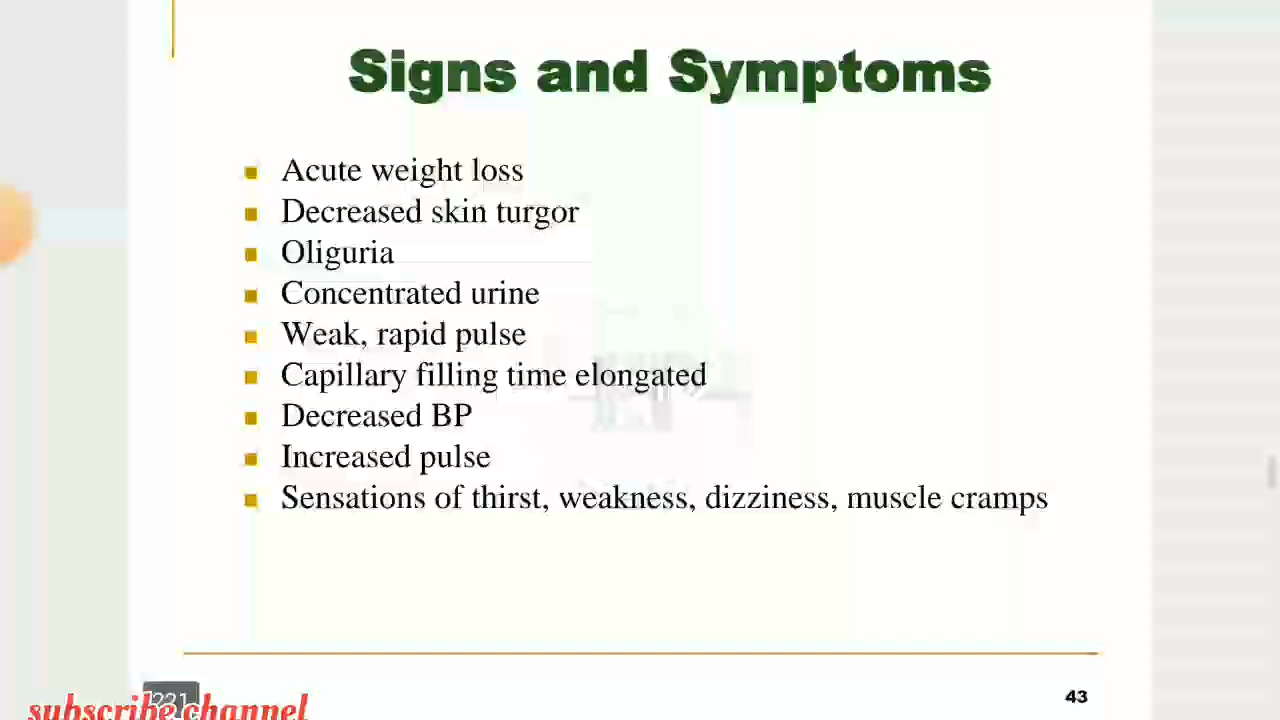 Signs and Symptoms
Acute weight loss
Decreased skin turgor
Oliguria
Concentrated urine
Weak, rapid pulse
Capillary filling time elongated
Decreased BP
Increased pulse
Sensations of thirst, weakness, dizziness, muscle cramps
221
subscribe channel
43